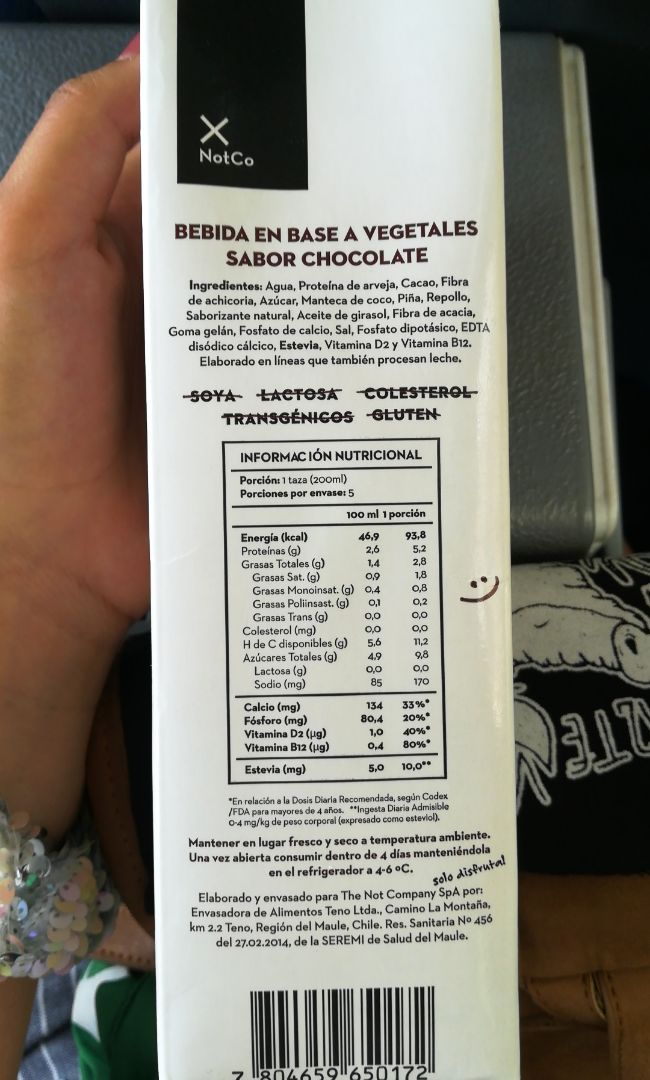 NotCo
BEBIDA EN BASE A VEGETALES
SABOR CHOCOLATE
Ingredientes: Agua, Proteína de arveja, Cacao, Fibra
de achicoria, Azúcar, Manteca de coco, Piña, Repollo,
Saborizante natural, Aceite de girasol, Fibra de acacia,
Goma gelán, Fosfato de calcio, Sal, Fosfato dipotásico, EDTA
disódico cálcico, Estevia, Vitamina D2 y Vitamina B12.
Elaborado en líneas que también procesan leche.
SOYA LACTOSA COLESTEROL
TRANSGÉNICOS GLUTEN
INFORMACIÓN NUTRICIONAL
Porción: 1 taza (200ml)
Porciones por envase: 5
100 ml 1 porción
Energía (kcal) 46,9 93,8
Proteínas (g) 2,6 5,2
Grasas Totales (g) 1,4 2,8
Grasas Sat. (g) 0,9 1,8
Grasas Monoinsat. (g) 0,4 0,8
Grasas Poliinsast. (g) 0,1 0,2
Grasas Trans (g) 0,0 0,0
Colesterol (mg) 0,0 0,0
H de C disponibles (g) 5,6 11,2
Azúcares Totales (g) 4,9 9,8
Lactosa (g) 0,0 0,0
Sodio (mg) 85 170
Calcio (mg) 134 33%*
Fósforo (mg) 80,4 20%*
Vitamina D2 (µg) 1,0 40%*
Vitamina B12 (µg) 0,4 80%*
Estevia (mg) 5,0 10,0**
*En relación a la Dosis Diaria Recomendada, según Codex
/FDA para mayores de 4 años. **Ingesta Diaria Admisible
0-4 mg/kg de peso corporal (expresado como esteviol).
Mantener en lugar fresco y seco a temperatura ambiente.
Una vez abierta consumir dentro de 4 días manteniéndola
en el refrigerador a 4-6 ºC.
solo disfruta!
Elaborado y envasado para The Not Company SpA por:
Envasadora de Alimentos Teno Ltda., Camino La Montaña,
km 2.2 Teno, Región del Maule, Chile. Res. Sanitaria Nº 456
del 27.02.2014, de la SEREMI de Salud del Maule.
7 804659 650172